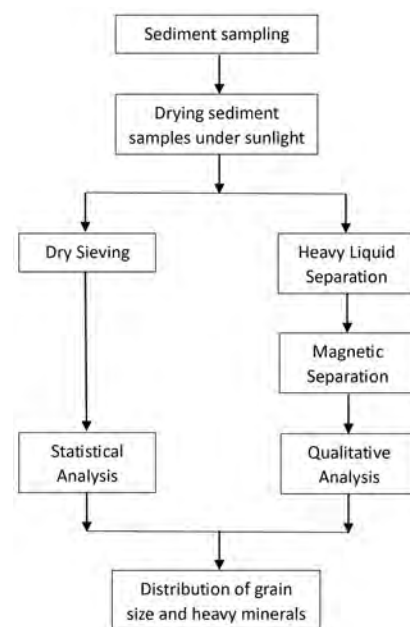 Sediment sampling
Drying sediment
samples under sunlight
Dry Sieving
Heavy Liquid
Separation
Magnetic
Separation
Statistical
Analysis
Qualitative
Analysis
Distribution of grain
size and heavy minerals